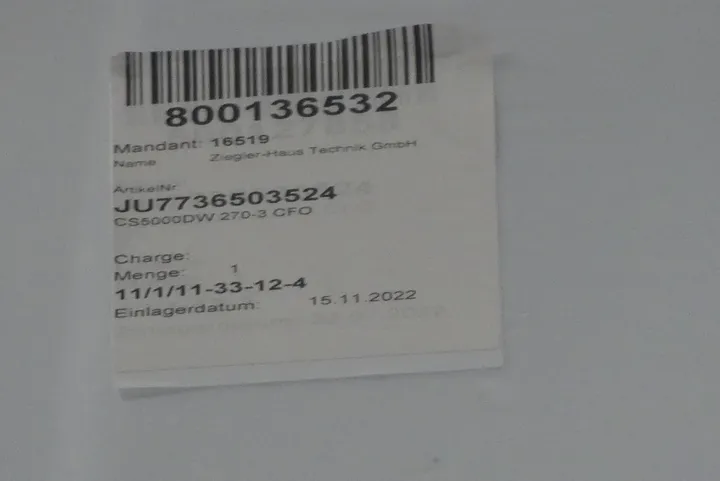 800136532
Mandant: 16519
Name Ziegler-Haus Technik GmbH
ArtikelNr
JU7736503524
CS5000DW 270-3 CFO
Charge:
Menge: 1
11/1/11-33-12-4
Einlagerdatum: 15.11.2022